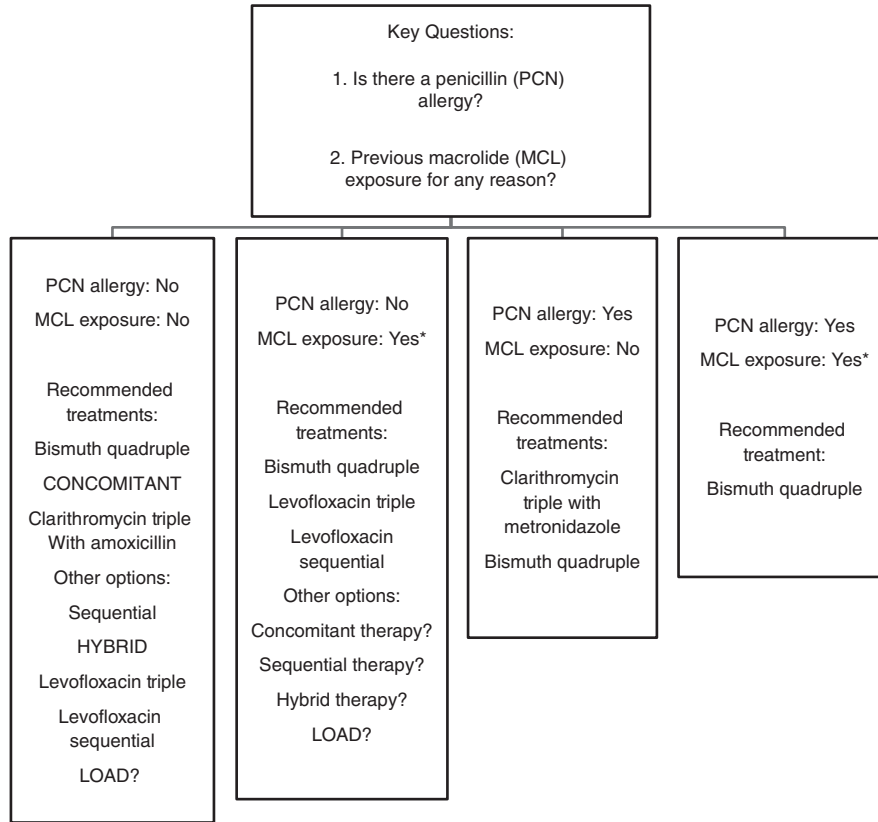 Key Questions:
1. Is there a penicillin (PCN)
allergy?
2. Previous macrolide (MCL)
exposure for any reason?
PCN allergy: No
MCL exposure: No
Recommended
treatments:
Bismuth quadruple
CONCOMITANT
Clarithromycin triple
With amoxicillin
Other options:
Sequential
HYBRID
Levofloxacin triple
Levofloxacin
sequential
LOAD?
PCN allergy: No
MCL exposure: Yes*
Recommended
treatments:
Bismuth quadruple
Levofloxacin triple
Levofloxacin
sequential
Other options:
Concomitant therapy?
Sequential therapy?
Hybrid therapy?
LOAD?
PCN allergy: Yes
MCL exposure: No
Recommended
treatments:
Clarithromycin
triple with
metronidazole
Bismuth quadruple
PCN allergy: Yes
MCL exposure: Yes*
Recommended
treatment:
Bismuth quadruple